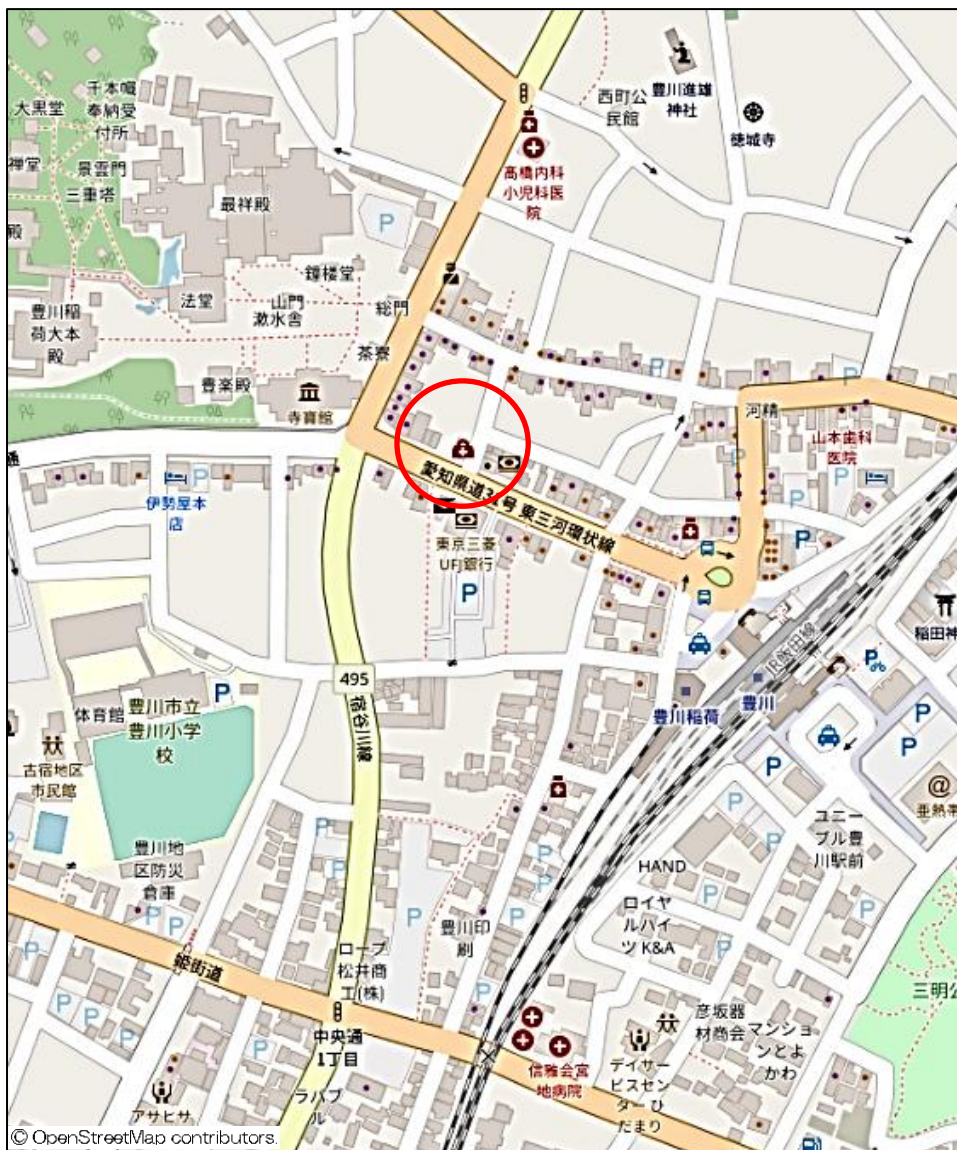 千本幟
奉納受
付所
大黒堂
禅堂
景雲門
三重塔
最祥殿
殿
西町公
民館
豊川進雄
神社
徳城寺
髙橋内科
小児科医
院
P
鐘楼堂
法堂
山門
漱水舎
総門
豊川稲
荷大本
殿
茶寮
豊楽殿
寺寶館
P
河精
山本歯科
医院
通
P
伊勢屋本
店
愛知県道31号 東三河環状線
東京三菱
UFJ銀行
P
P
JR飯田線
稲田神
P
495
P
体育館
豊川市立
豊川小学
校
宿谷川線
豊川稲荷
豊川
P
P
P
古宿地区
市民館
@
亜熱帯
ユニー
ブル豊
川駅前
P
P
豊川地
区防災
倉庫
HAND
P
P
P
ロイヤ
ルハイ
ツ K&A
豊川印
刷
P
P
姫街道
ローブ
松井商
工(株)
三明公
P
中央通
1丁目
P
彦坂器
材商会
マンショ
ンとよ
かわ
信雅会宮
地病院
デイサー
ビスセン
ター ひ
だまり
P
アサヒサ
ラバブ
ル
© OpenStreetMap contributors.